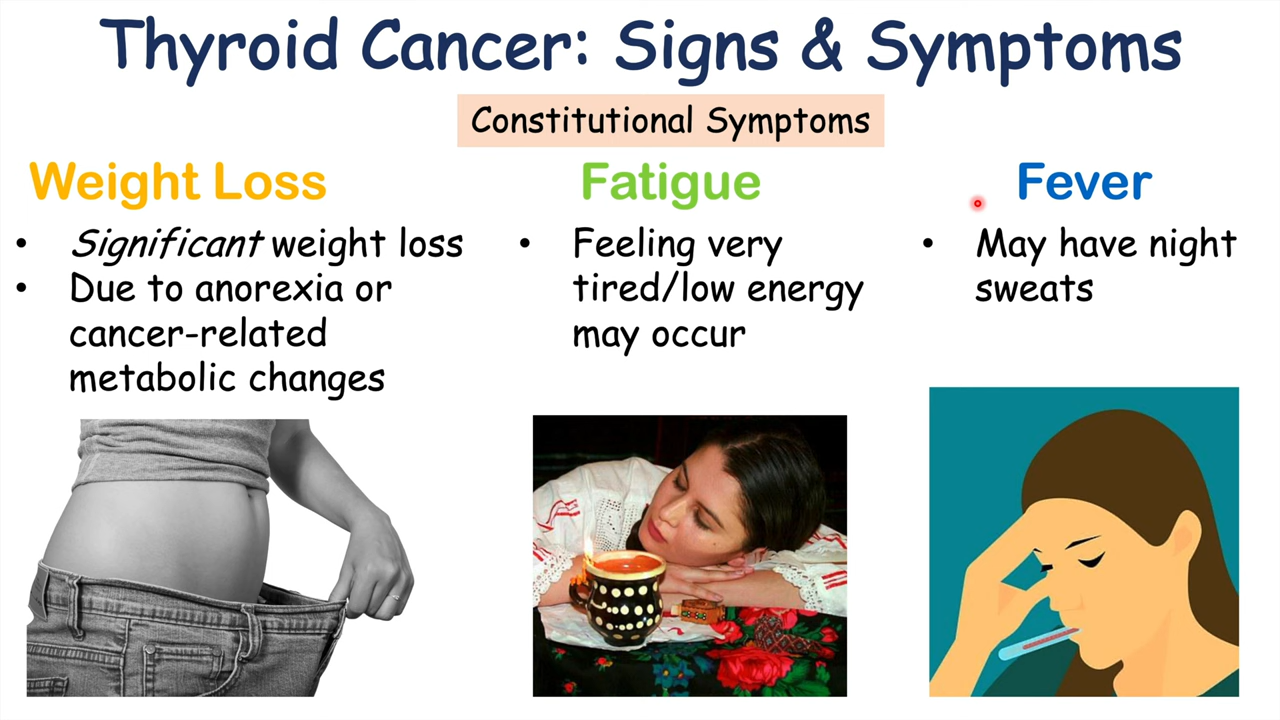 Thyroid Cancer: Signs & Symptoms
Constitutional Symptoms
Weight Loss
• Significant weight loss
• Due to anorexia or
cancer-related
metabolic changes
Fatigue
• Feeling very
tired/low energy
may occur
Fever
• May have night
sweats